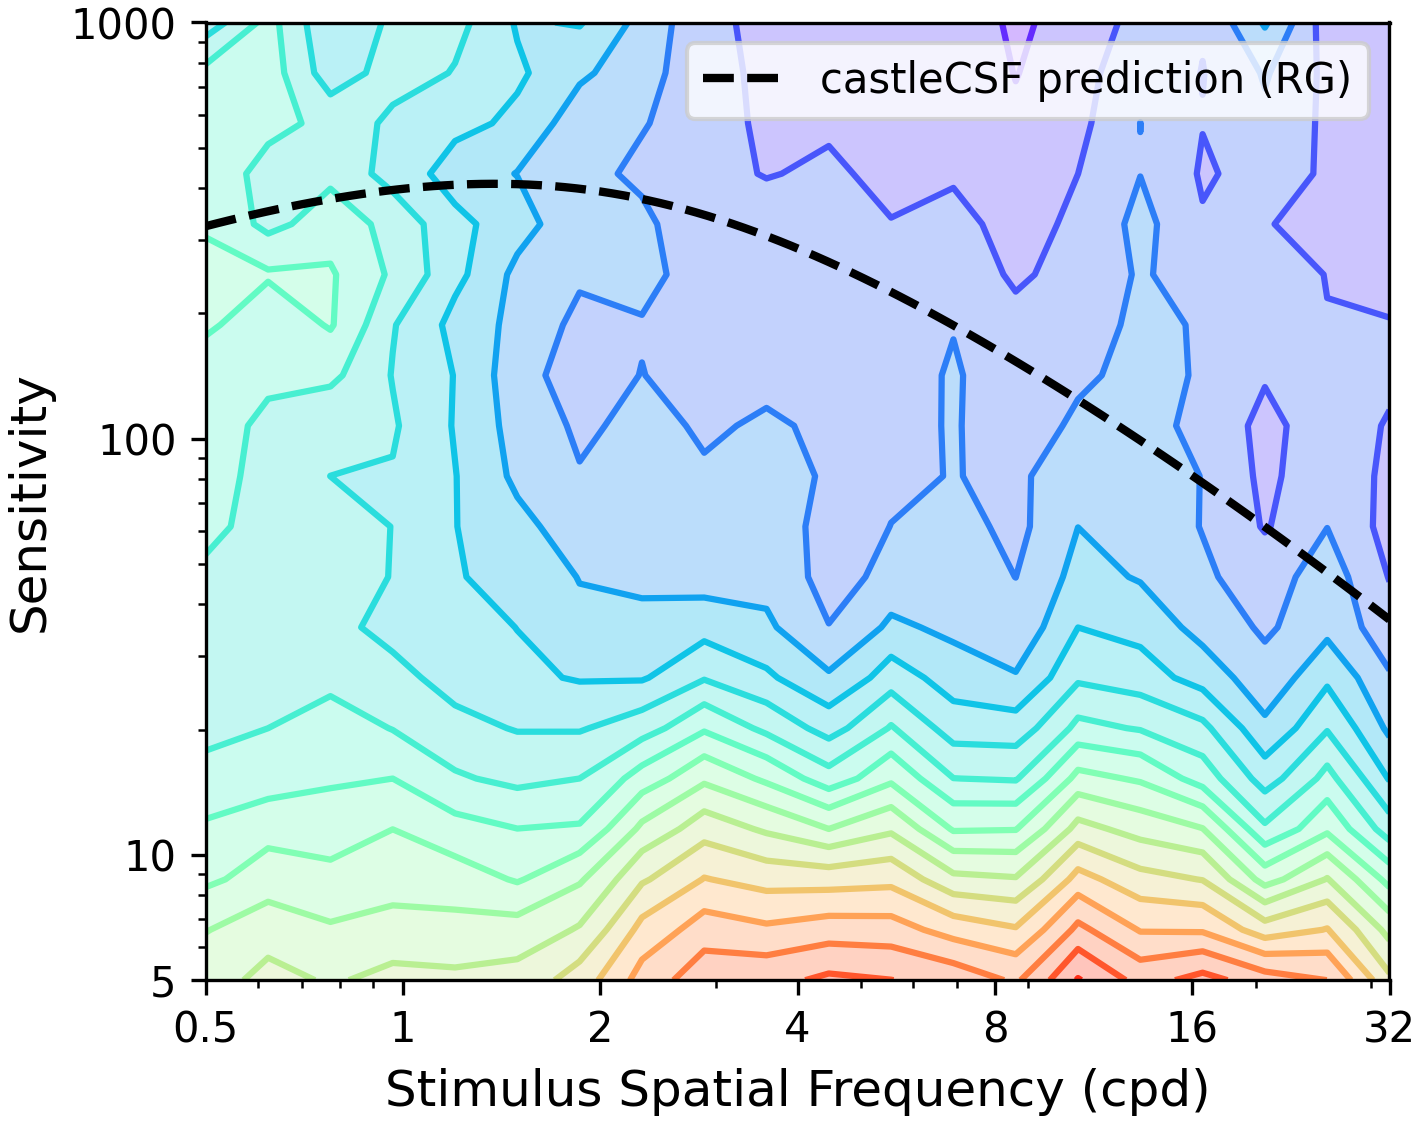 castleCSF prediction (RG)
Sensitivity
1000
100
10
5
0.5 1 2 4 8 16 32
Stimulus Spatial Frequency (cpd)